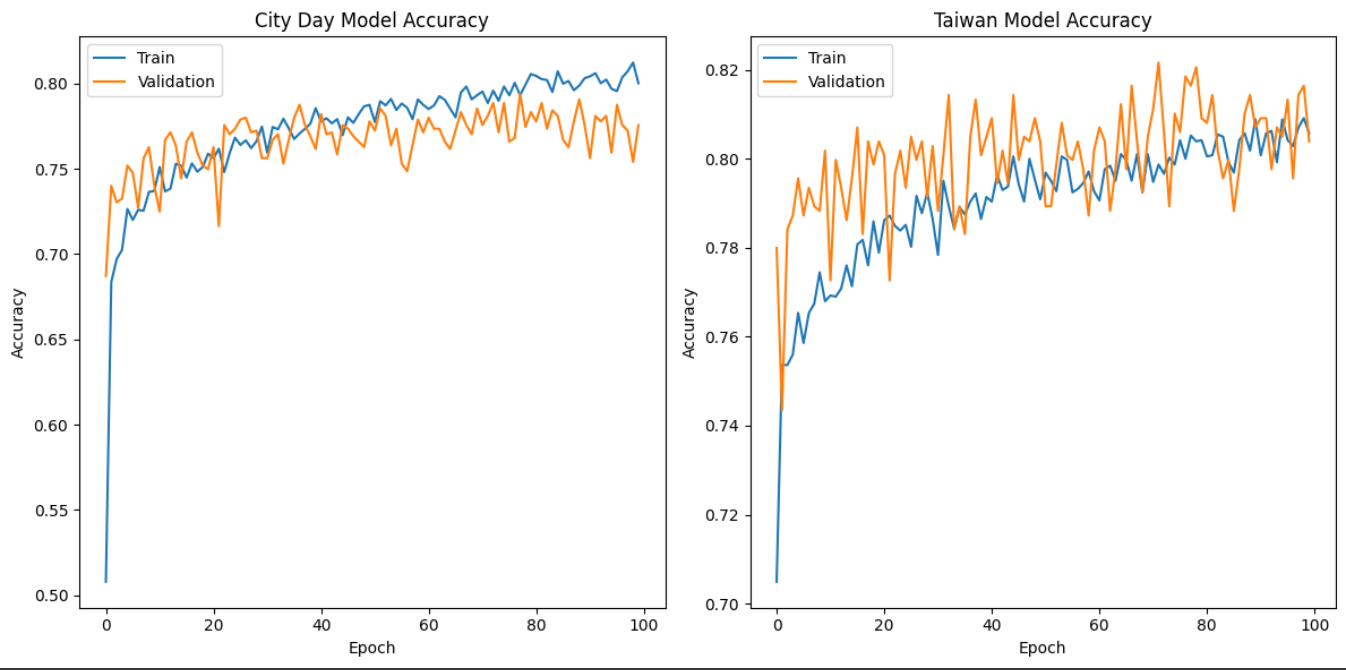 City Day Model Accuracy
Train
Validation
0.80
0.75
0.70
0.65
0.60
0.55
0.50
Accuracy
0 20 40 60 80 100
Epoch
Taiwan Model Accuracy
Train
Validation
0.82
0.80
0.78
0.76
0.74
0.72
0.70
Accuracy
0 20 40 60 80 100
Epoch